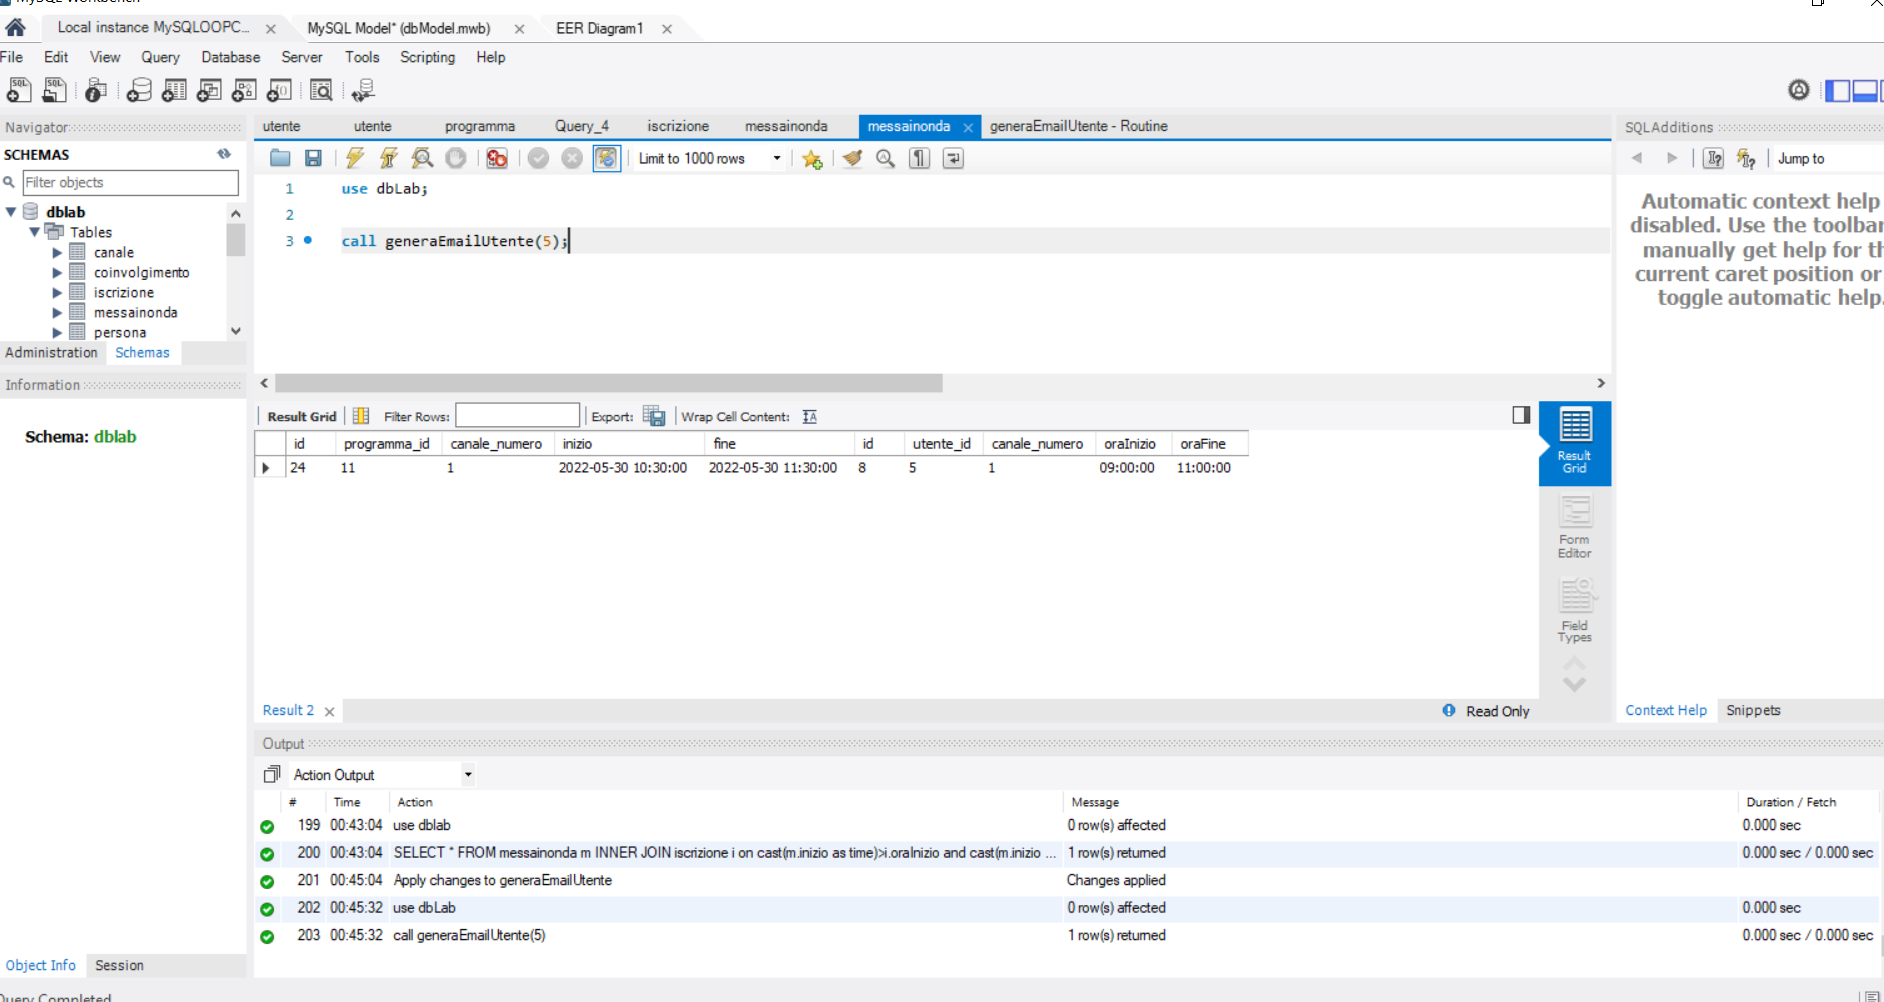 MySQL Workbench
Local instance MySQLOOPC... MySQL Model* (dbModel.mwb) EER Diagram1
File Edit View Query Database Server Tools Scripting Help
Navigator
SCHEMAS
Filter objects
dblab
Tables
canale
coinvolgimento
iscrizione
messainonda
persona
Administration Schemas
Information
Schema: dblab
Object Info Session
Query Completed
utente utente programma Query_4 iscrizione messainonda messainonda generaEmailUtente - Routine
Limit to 1000 rows
1 use dbLab;
2
3 call generaEmailUtente(5);
Result Grid Filter Rows: Export: Wrap Cell Content:
id programma_id canale_numero inizio fine id utente_id canale_numero oraInizio oraFine
24 11 1 2022-05-30 10:30:00 2022-05-30 11:30:00 8 5 1 09:00:00 11:00:00
Result Grid
Form Editor
Field Types
Result 2 Read Only
SQLAdditions
Jump to
Automatic context help
disabled. Use the toolbar
manually get help for th
current caret position or
toggle automatic help.
Context Help Snippets
Output
Action Output
# Time Action Message Duration / Fetch
199 00:43:04 use dblab 0 row(s) affected 0.000 sec
200 00:43:04 SELECT * FROM messainonda m INNER JOIN iscrizione i on cast(m.inizio as time)>i.oraInizio and cast(m.inizio ... 1 row(s) returned 0.000 sec / 0.000 sec
201 00:45:04 Apply changes to generaEmailUtente Changes applied
202 00:45:32 use dbLab 0 row(s) affected 0.000 sec
203 00:45:32 call generaEmailUtente(5) 1 row(s) returned 0.000 sec / 0.000 sec